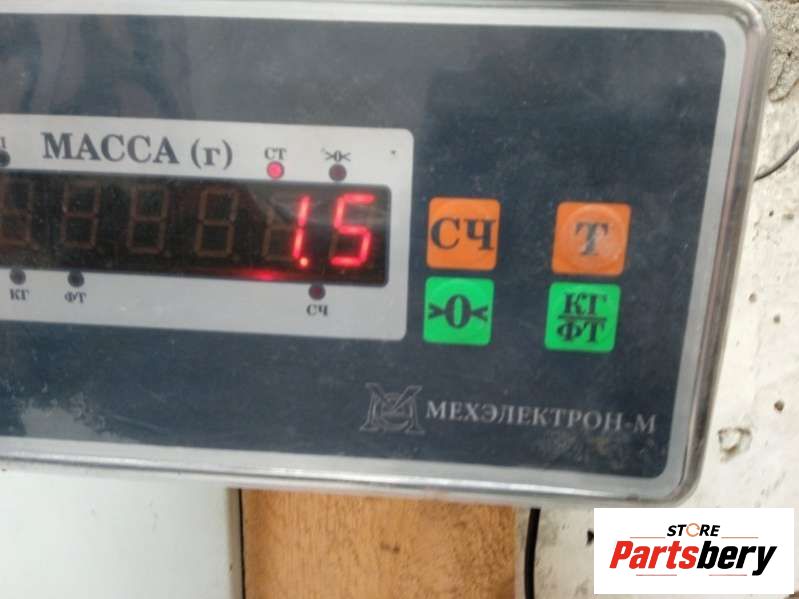 МАССА (г)
СТ
>0<
1.5
КГ
ФТ
СЧ
СЧ
Т
>0<
КГ
ФТ
МЕХЭЛЕКТРОН-М
STORE
Partsbery